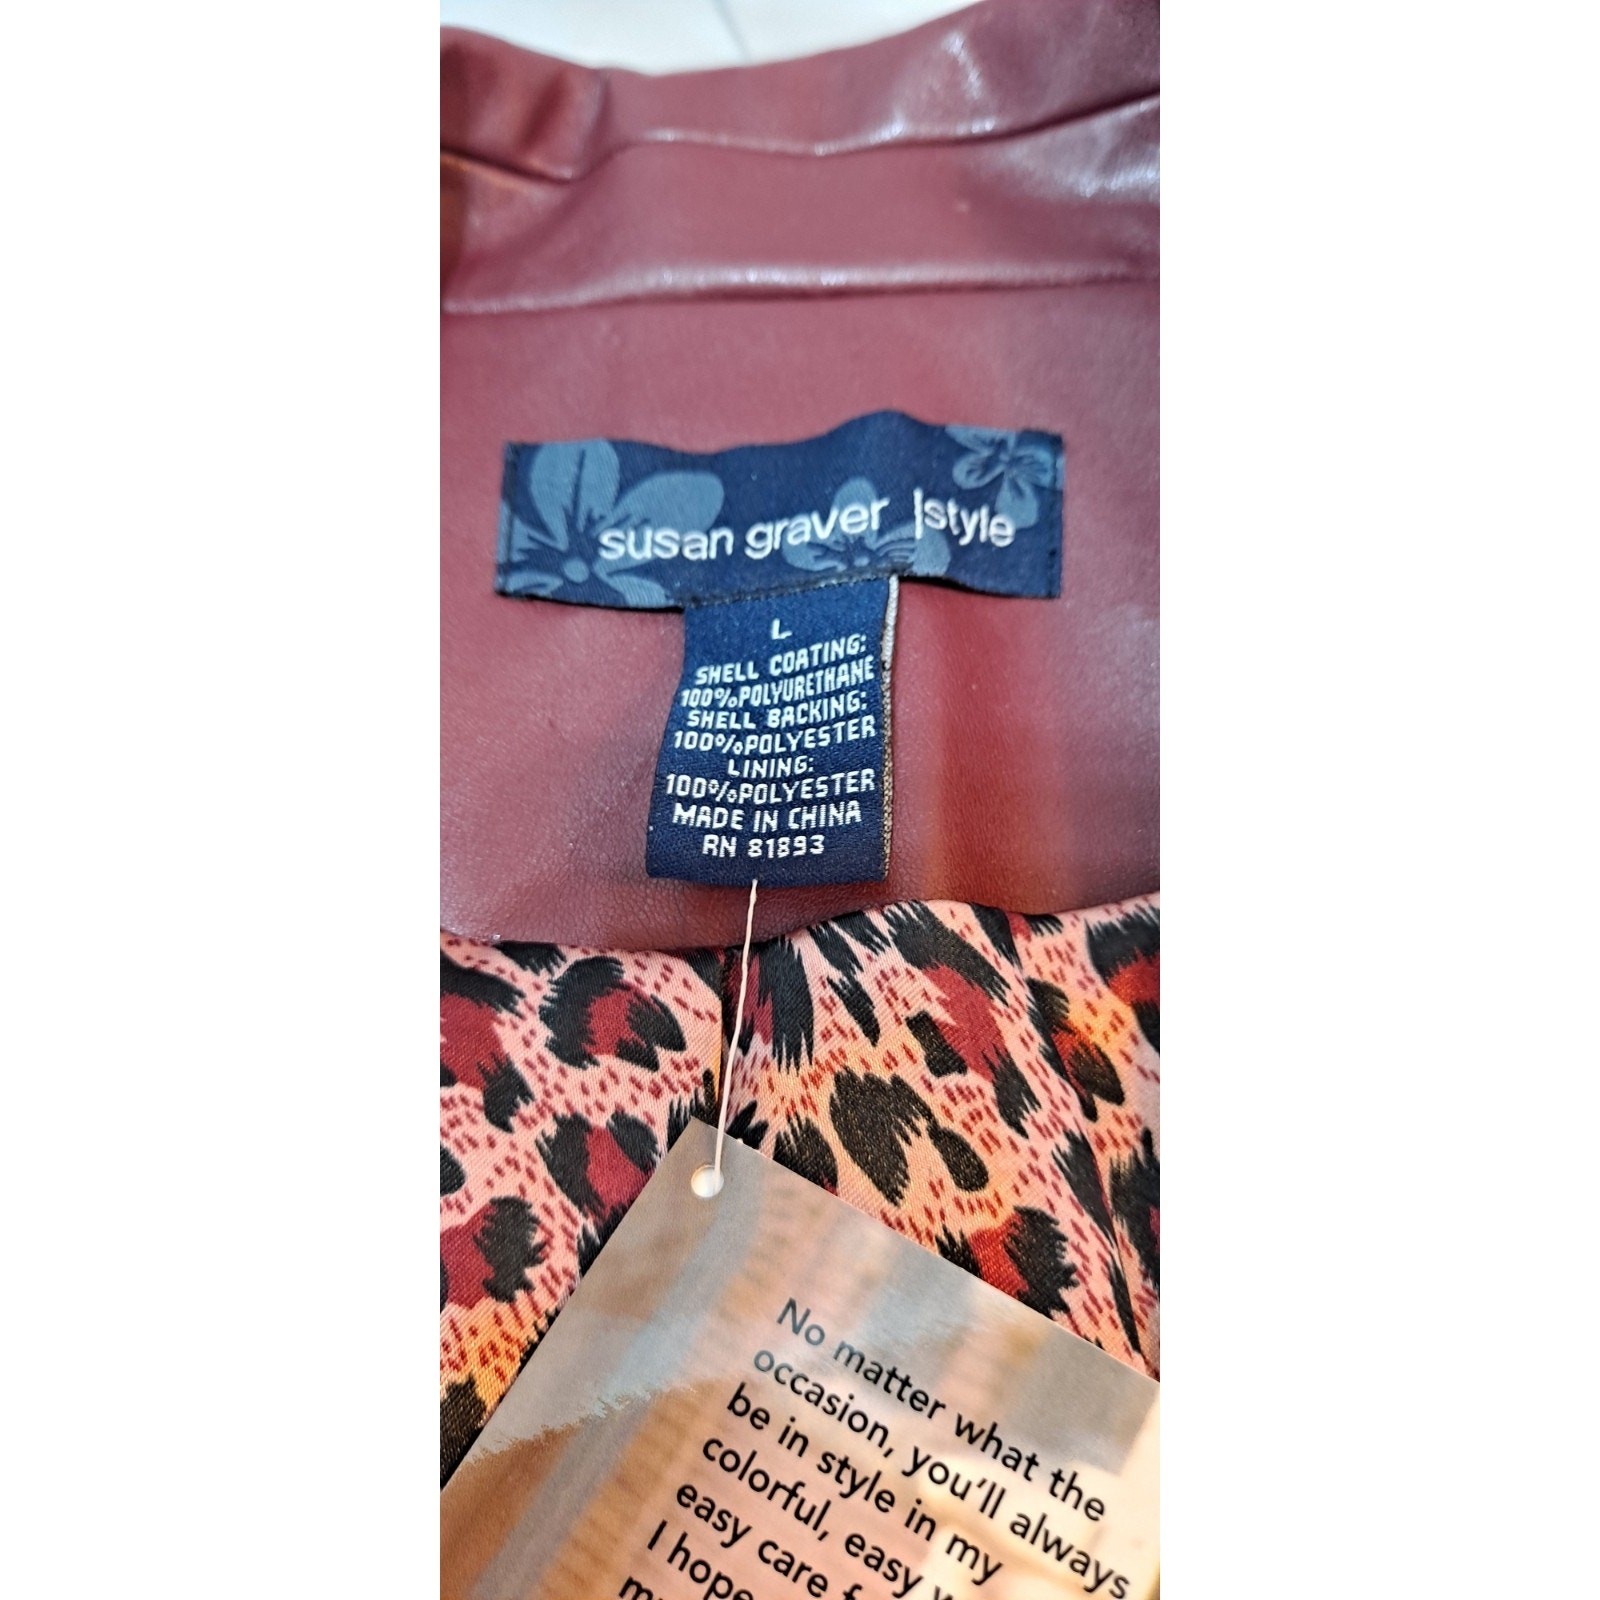 susan graver |style
L
SHELL COATING:
100%POLYURETHANE
SHELL BACKING:
100%POLYESTER
LINING:
100%POLYESTER
MADE IN CHINA
RN 81893
No matter what the
occasion, you'll always
be in style in my
colorful, easy
easy care
I hope